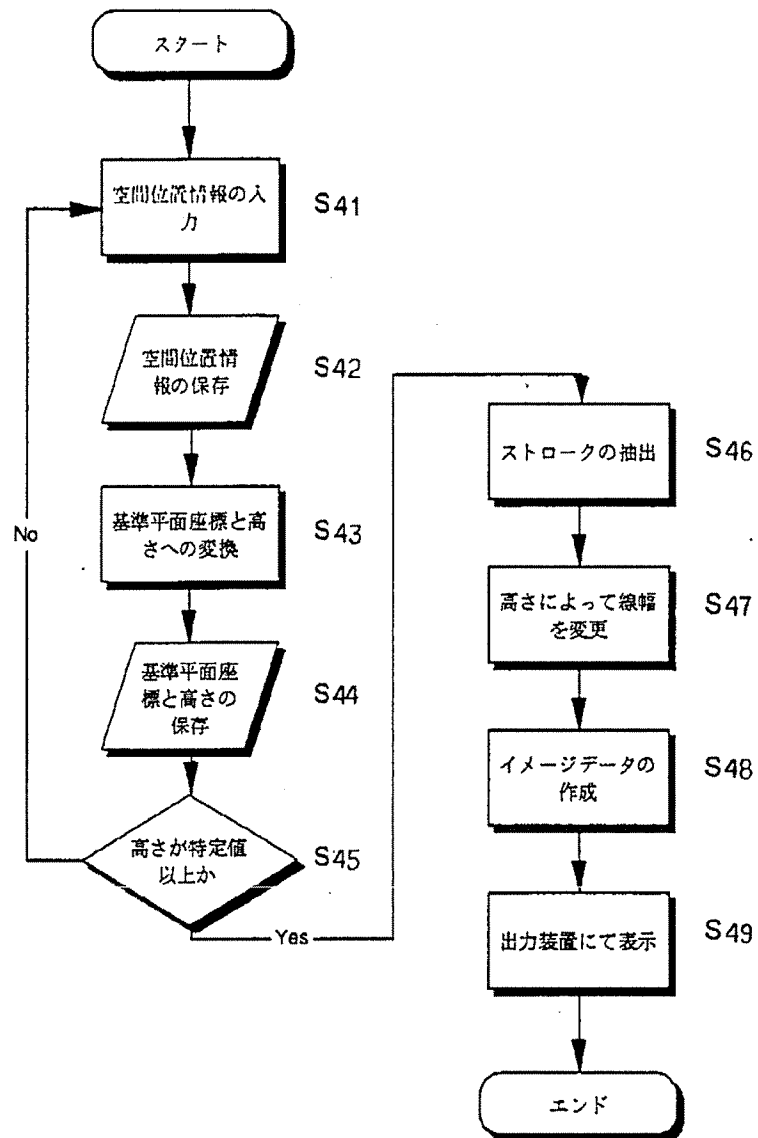 スタート
空間位置情報の入
力
S41
空間位置情
報の保存
S42
基準平面座標と高
さへの変換
S43
No
基準平面座
標と高さの
保存
S44
高さが特定値
以上か
S45
Yes
ストロークの抽出
S46
高さによって線幅
を変更
S47
イメージデータの
作成
S48
出力装置にて表示
S49
エンド